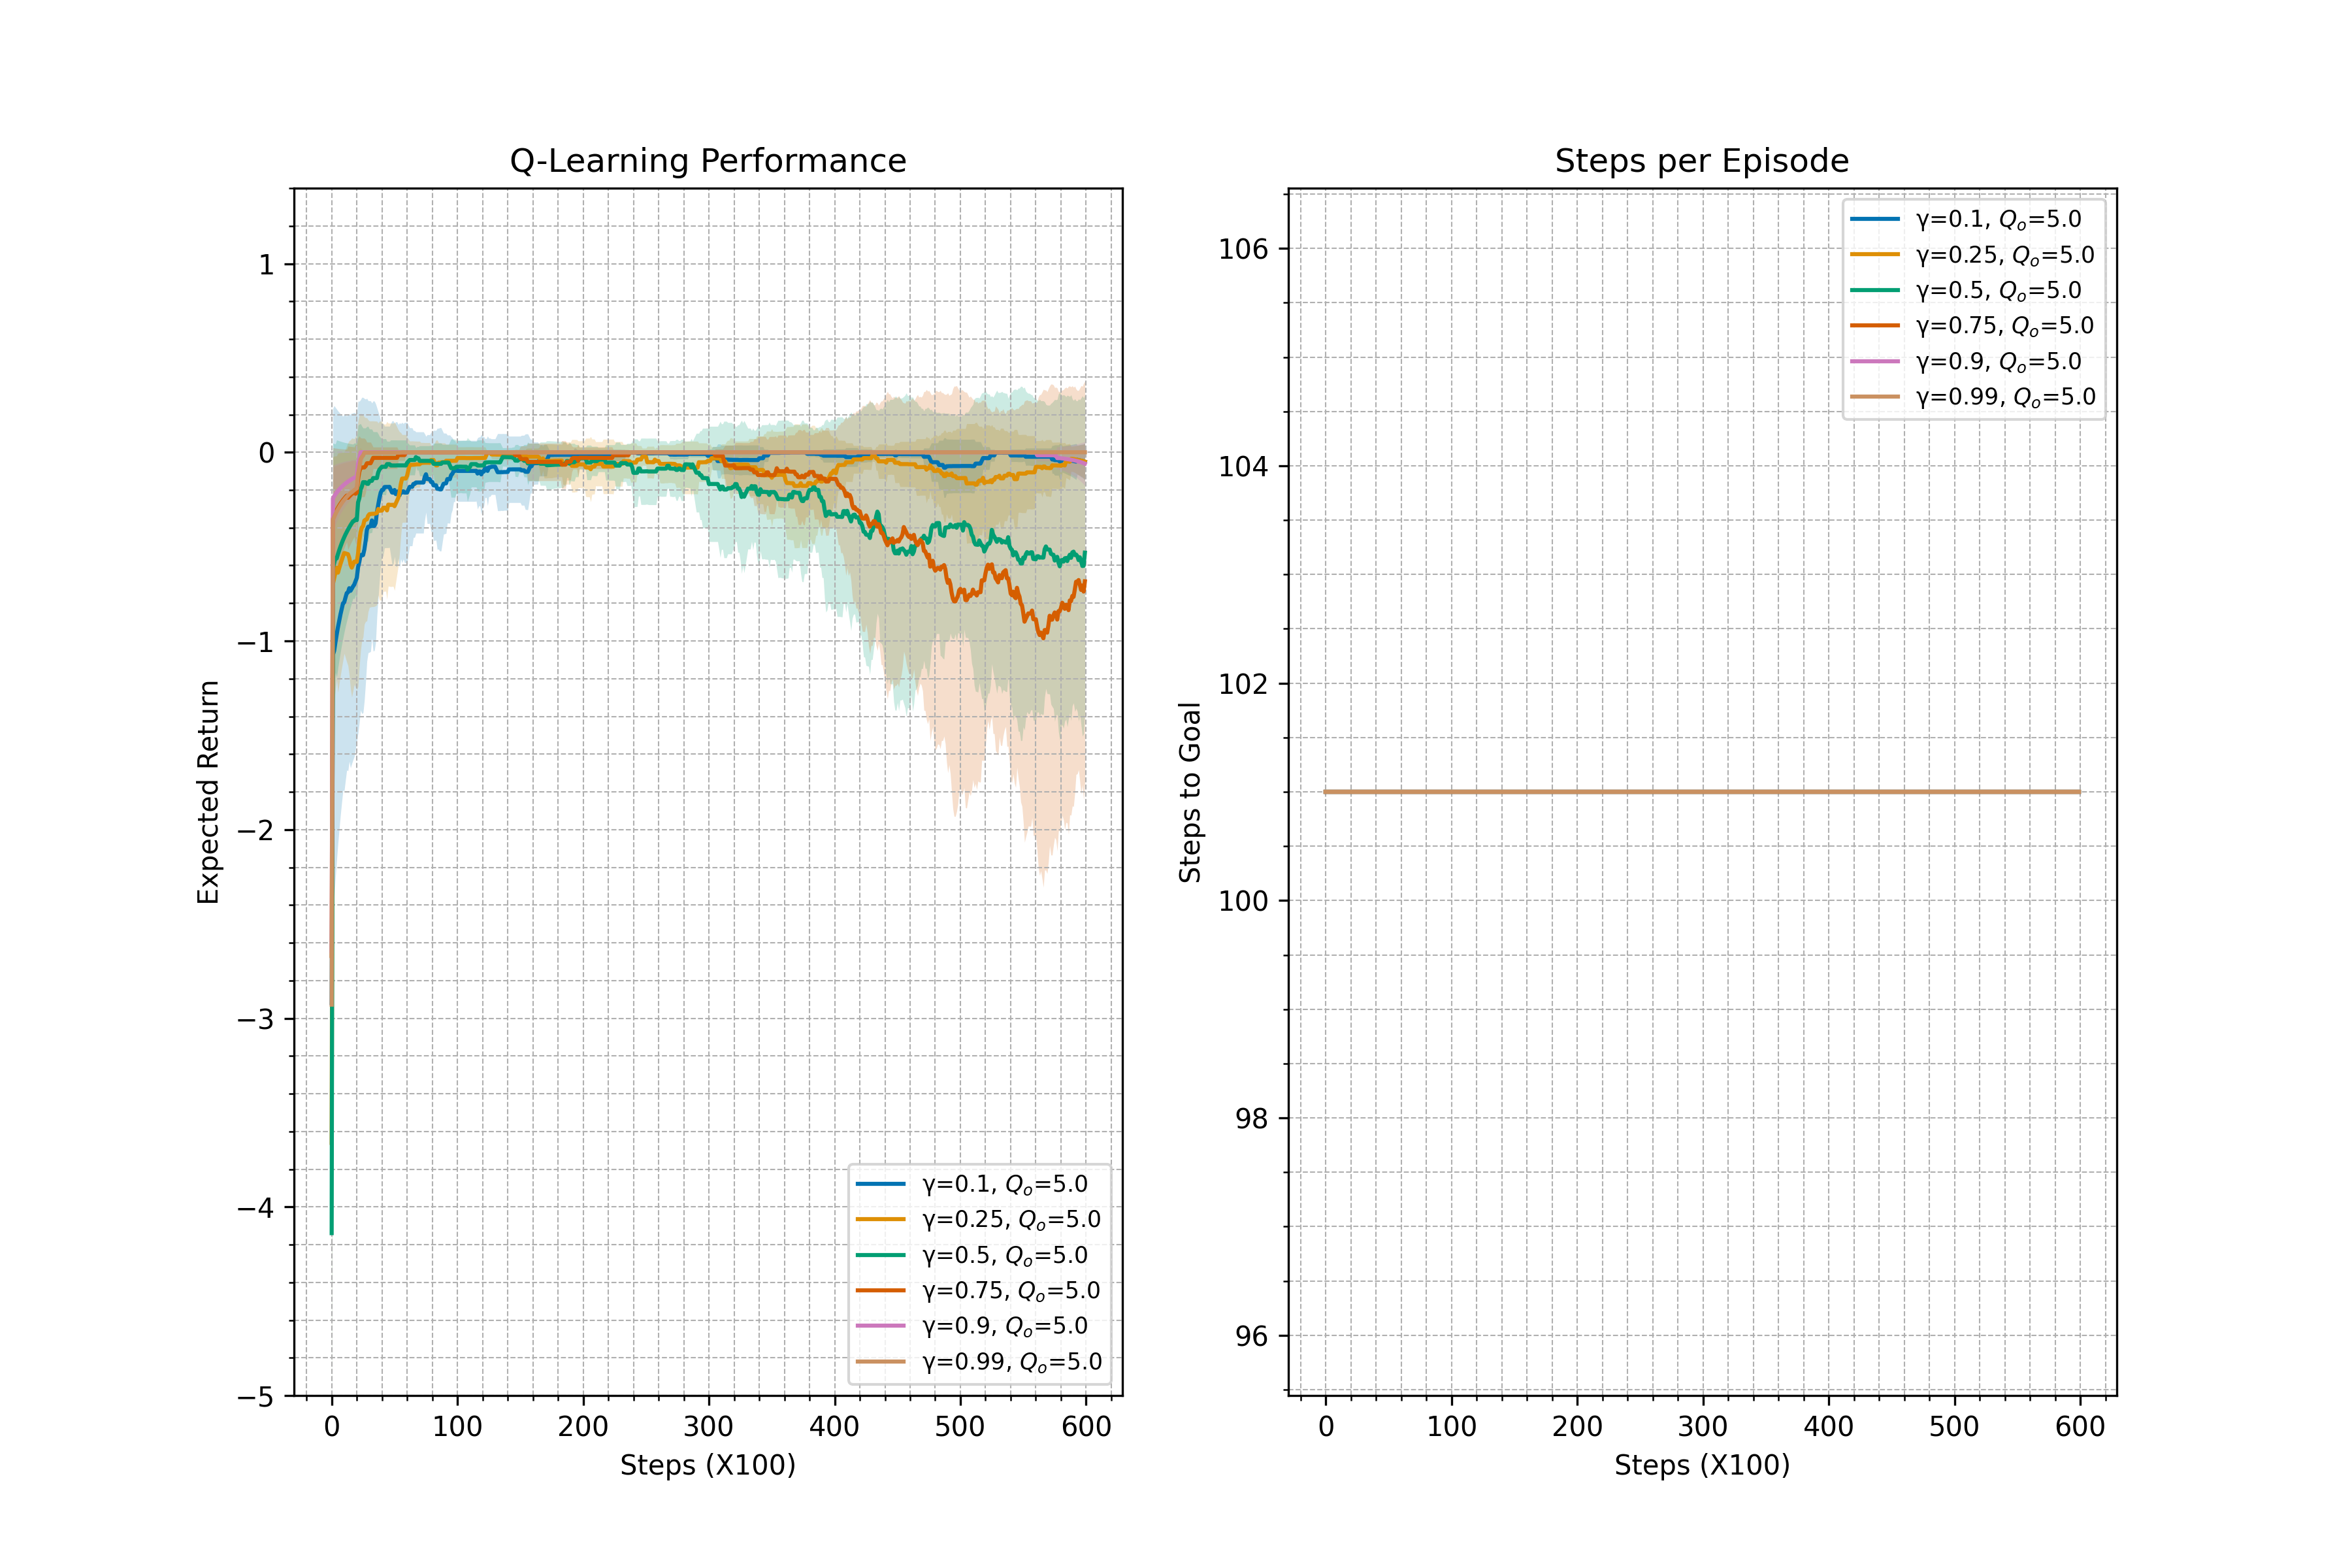 Q-Learning Performance
Expected Return
1
0
−1
−2
−3
−4
−5
0 100 200 300 400 500 600
Steps (X100)
γ=0.1, Qo=5.0
γ=0.25, Qo=5.0
γ=0.5, Qo=5.0
γ=0.75, Qo=5.0
γ=0.9, Qo=5.0
γ=0.99, Qo=5.0
Steps per Episode
Steps to Goal
106
104
102
100
98
96
0 100 200 300 400 500 600
Steps (X100)
γ=0.1, Qo=5.0
γ=0.25, Qo=5.0
γ=0.5, Qo=5.0
γ=0.75, Qo=5.0
γ=0.9, Qo=5.0
γ=0.99, Qo=5.0